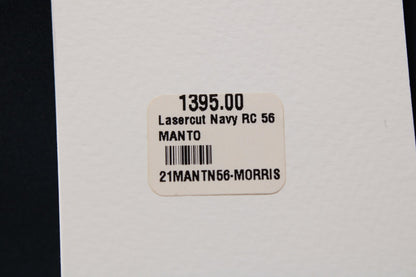 1395.00
Lasercut Navy RC 56
MANTO
21MANTN56-MORRIS